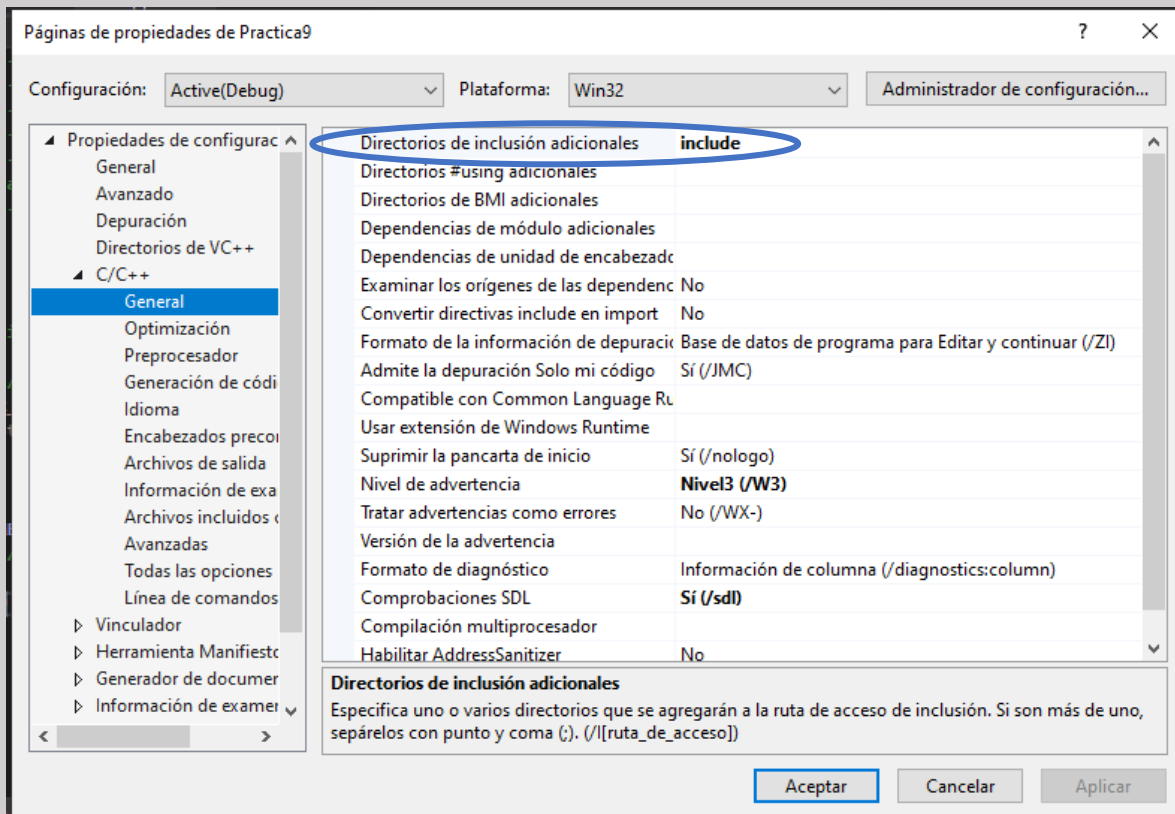 Páginas de propiedades de Practica9 ?
Configuración: Active(Debug) Plataforma: Win32 Administrador de configuración...
Propiedades de configurac
General
Avanzado
Depuración
Directorios de VC++
C/C++
General
Optimización
Preprocesador
Generación de códi
Idioma
Encabezados precor
Archivos de salida
Información de exa
Archivos incluidos
Avanzadas
Todas las opciones
Línea de comandos
Vinculador
Herramienta Manifiesto
Generador de documer
Información de examer
Directorios de inclusión adicionales include
Directorios #using adicionales
Directorios de BMI adicionales
Dependencias de módulo adicionales
Dependencias de unidad de encabezado
Examinar los orígenes de las dependenc No
Convertir directivas include en import No
Formato de la información de depuració Base de datos de programa para Editar y continuar (/ZI)
Admite la depuración Solo mi código Sí (/JMC)
Compatible con Common Language Ru
Usar extensión de Windows Runtime
Suprimir la pancarta de inicio Sí (/nologo)
Nivel de advertencia Nivel3 (/W3)
Tratar advertencias como errores No (/WX-)
Versión de la advertencia
Formato de diagnóstico Información de columna (/diagnostics:column)
Comprobaciones SDL Sí (/sdl)
Compilación multiprocesador
Habilitar AddressSanitizer No
Directorios de inclusión adicionales
Especifica uno o varios directorios que se agregarán a la ruta de acceso de inclusión. Si son más de uno,
sepárelos con punto y coma (;). (/I[ruta_de_acceso])
Aceptar Cancelar Aplicar